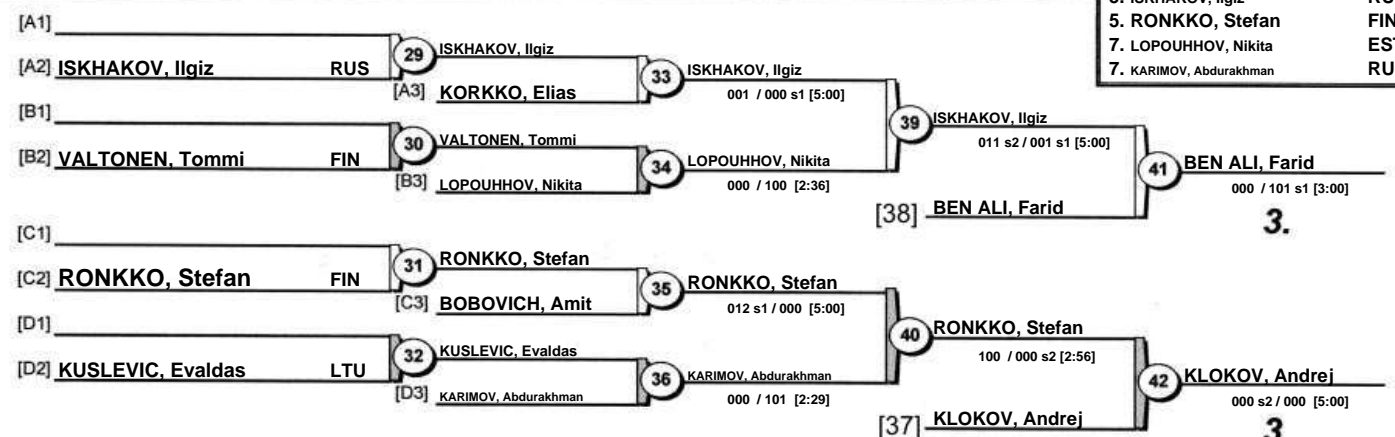 5. RONKKO, Stefan FIN
7. LOPOUHHOV, Nikita EST
7. KARIMOV, Abdurakhman RU
[A1]
[A2] ISKHAKOV, Ilgiz RUS
29 ISKHAKOV, Ilgiz
[A3] KORKKO, Elias
33 ISKHAKOV, Ilgiz
001 / 000 s1 [5:00]
[B1]
[B2] VALTONEN, Tommi FIN
30 VALTONEN, Tommi
[B3] LOPOUHHOV, Nikita
34 LOPOUHHOV, Nikita
000 / 100 [2:36]
39 ISKHAKOV, Ilgiz
011 s2 / 001 s1 [5:00]
[38] BEN ALI, Farid
41 BEN ALI, Farid
000 / 101 s1 [3:00]
3.
[C1]
[C2] RONKKO, Stefan FIN
31 RONKKO, Stefan
[C3] BOBOVICH, Amit
35 RONKKO, Stefan
012 s1 / 000 [5:00]
[D1]
[D2] KUSLEVIC, Evaldas LTU
32 KUSLEVIC, Evaldas
[D3] KARIMOV, Abdurakhman
36 KARIMOV, Abdurakhman
000 / 101 [2:29]
40 RONKKO, Stefan
100 / 000 s2 [2:56]
[37] KLOKOV, Andrej
42 KLOKOV, Andrej
000 s2 / 000 [5:00]
3